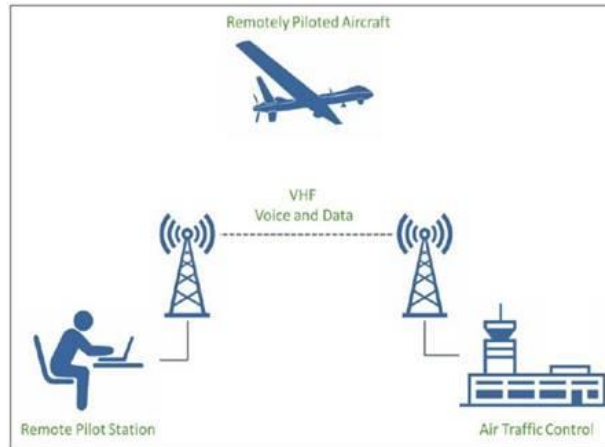 Remotely Piloted Aircraft
VHF
Voice and Data
Remote Pilot Station
Air Traffic Control